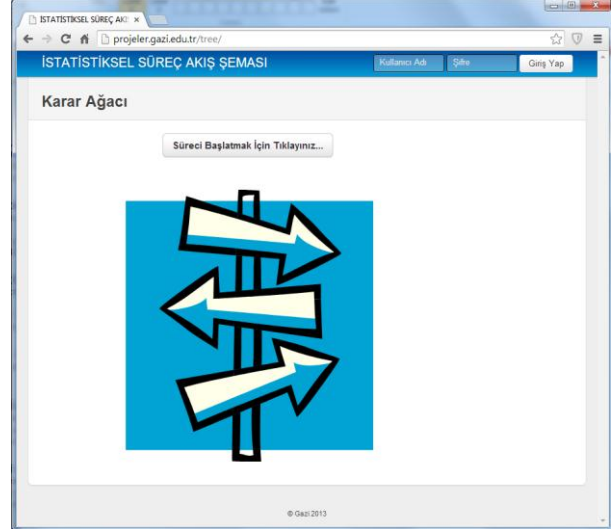 İSTATİSTİKSEL SÜREÇ AKI
projeler.gazi.edu.tr/tree/
İSTATİSTİKSEL SÜREÇ AKIŞ ŞEMASI
Kullanıcı Adı
Şifre
Giriş Yap
Karar Ağacı
Süreci Başlatmak İçin Tıklayınız...
© Gazi 2013